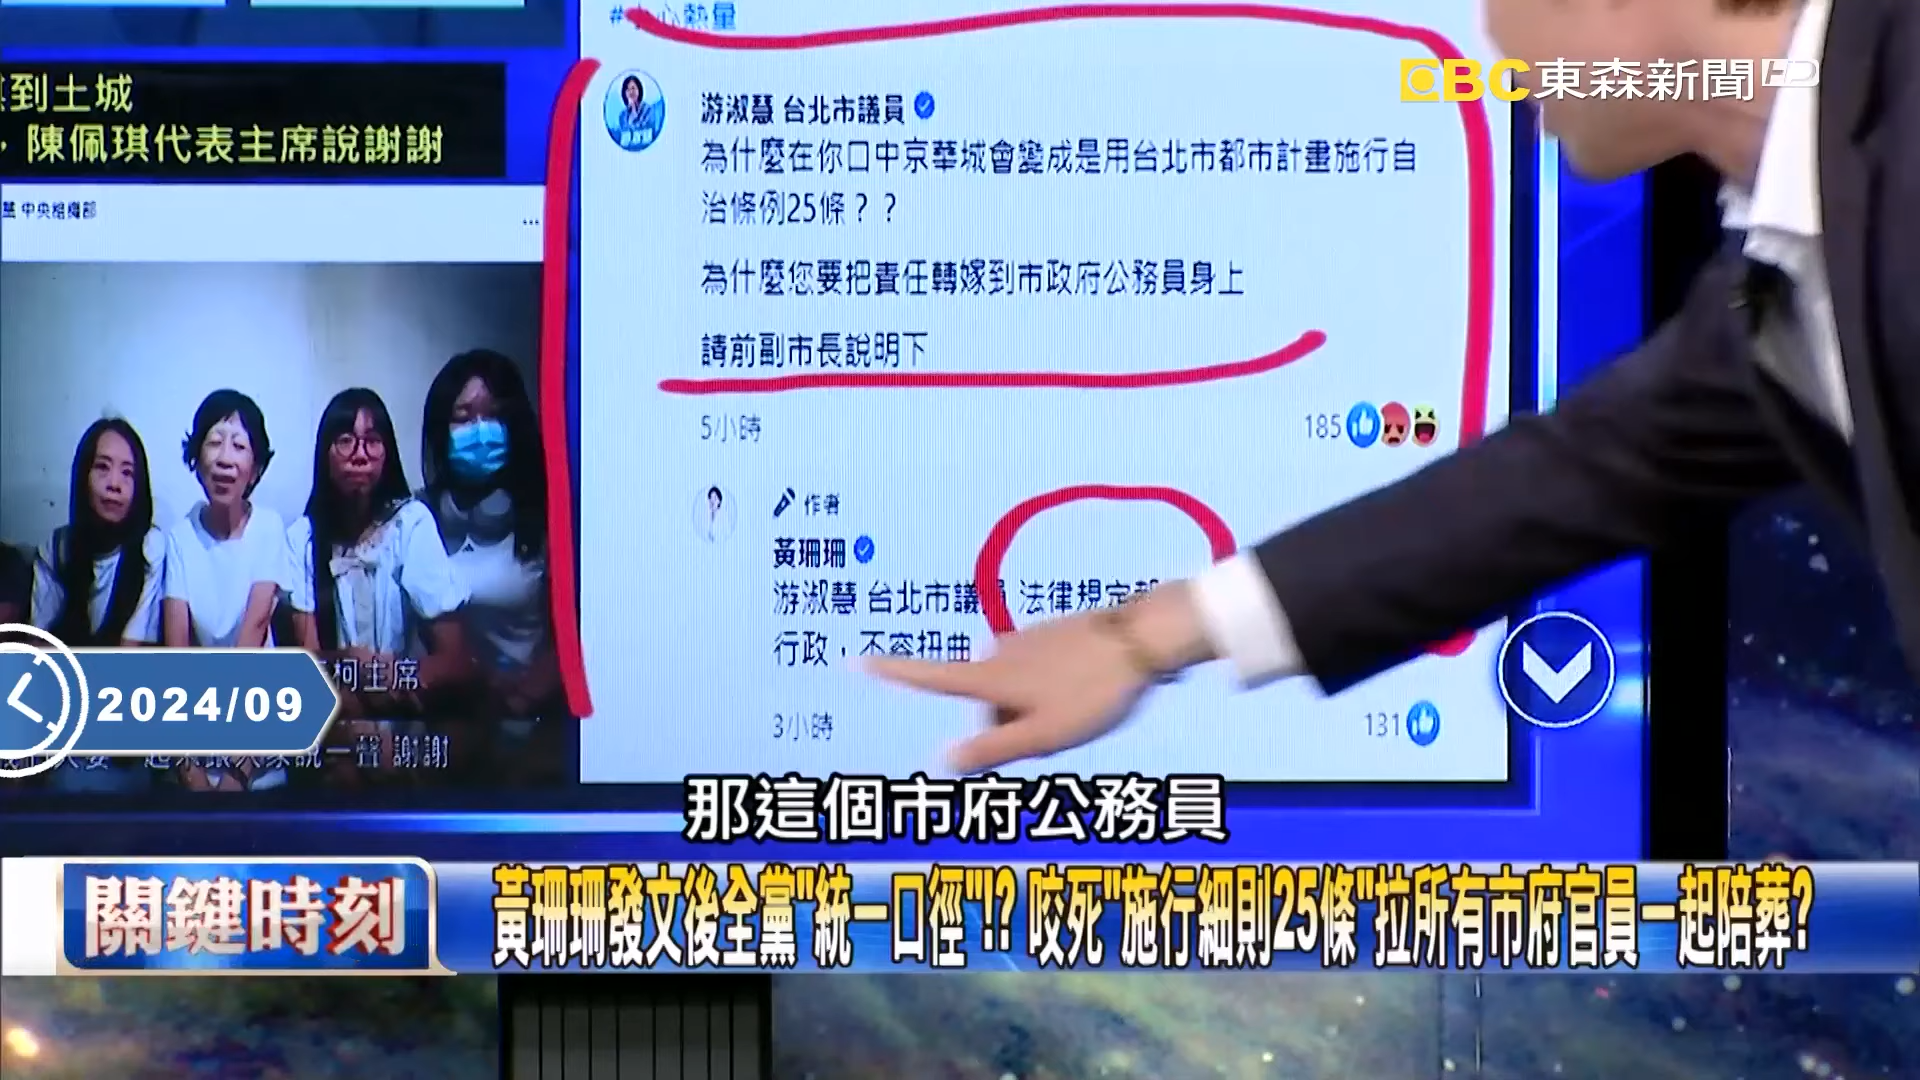 #中心熱量
EBC東森新聞HD
到土城
，陳佩琪代表主席說謝謝
黨 中央組織部
...
游淑慧 台北市議員
為什麼在你口中京華城會變成是用台北市都市計畫施行自
治條例25條？？
為什麼您要把責任轉嫁到市政府公務員身上
請前副市長說明下
5小時
185
作者
黃珊珊
游淑慧 台北市議員 法律規定
行政，不容扭曲
3小時
131
柯主席
一聲 謝謝
2024/09
那這個市府公務員
關鍵時刻
黃珊珊發文後全黨"統一口徑"!? 咬死"施行細則25條"拉所有市府官員一起陪葬?